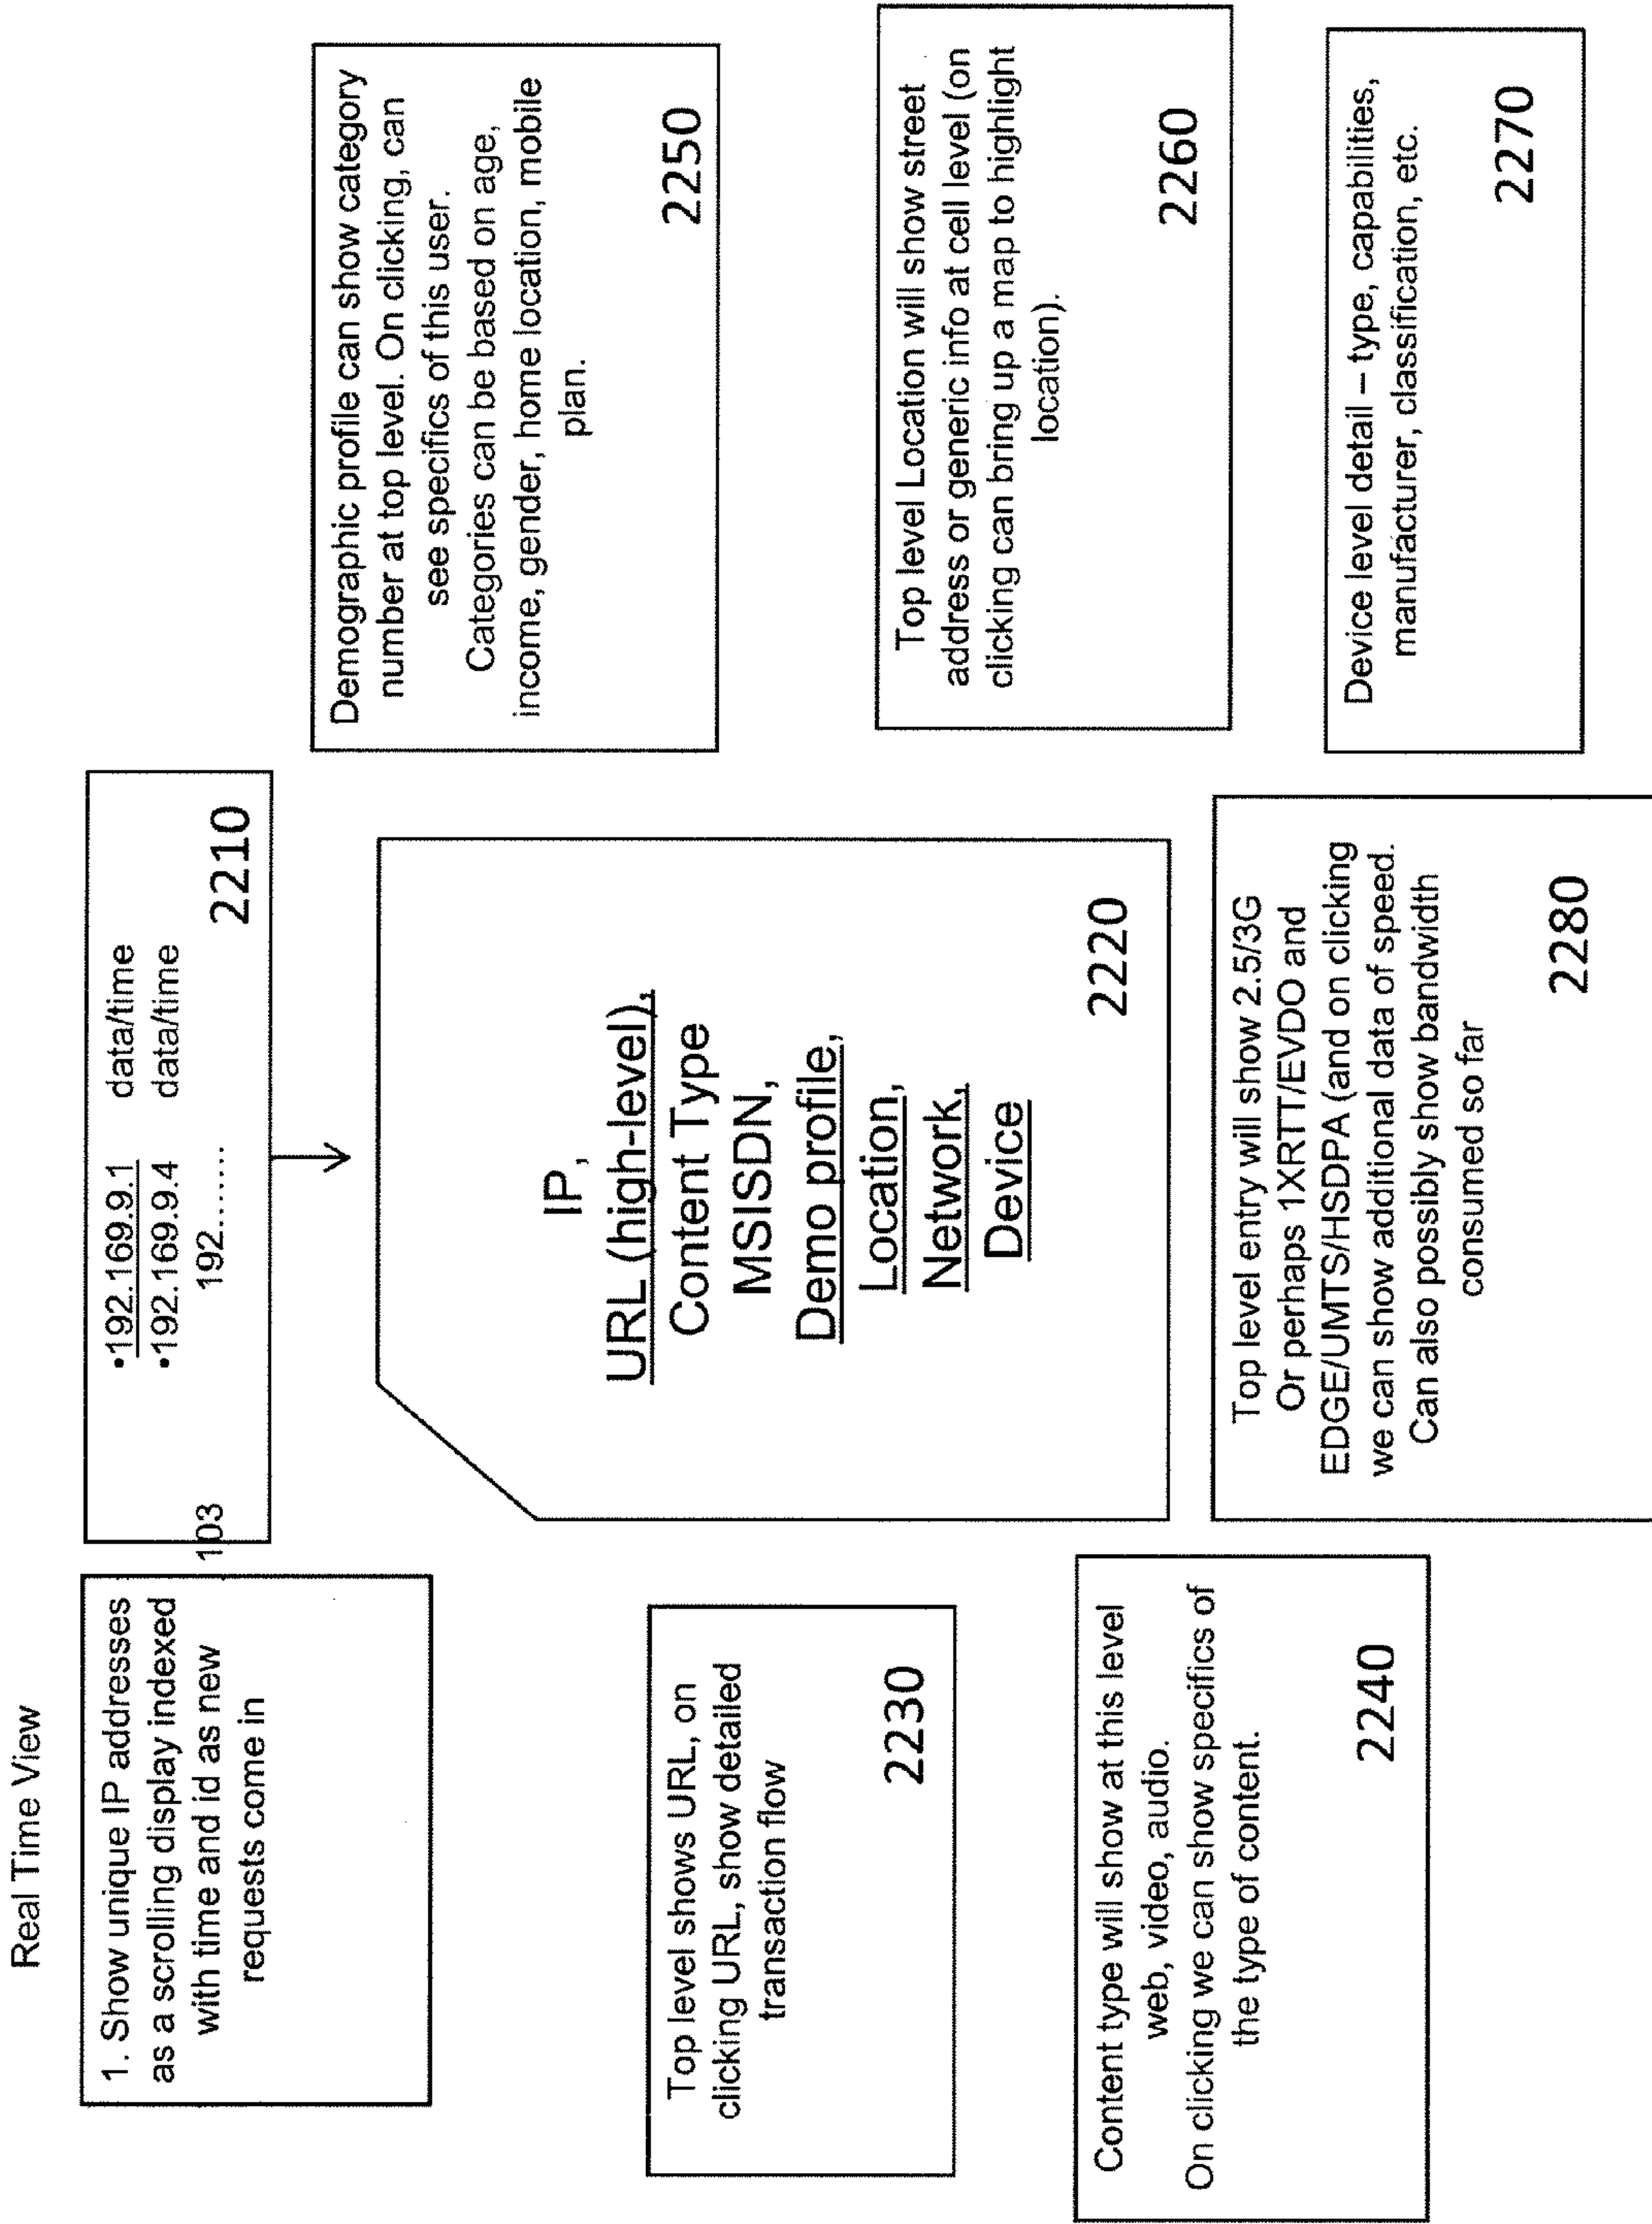 Real Time View
1. Show unique IP addresses
as a scrolling display indexed
with time and id as new
requests come in
•192.169.9.1 data/time
•192.169.9.4 data/time
103 192.......
2210
IP,
URL (high-level),
Content Type
MSISDN,
Demo profile,
Location,
Network,
Device
2220
Top level shows URL, on
clicking URL, show detailed
transaction flow
2230
Content type will show at this level
web, video, audio.
On clicking we can show specifics of
the type of content.
2240
Demographic profile can show category
number at top level. On clicking, can
see specifics of this user.
Categories can be based on age,
income, gender, home location, mobile
plan.
2250
Top level Location will show street
address or generic info at cell level (on
clicking can bring up a map to highlight
location).
2260
Device level detail – type, capabilities,
manufacturer, classification, etc.
2270
Top level entry will show 2.5/3G
Or perhaps 1XRTT/EVDO and
EDGE/UMTS/HSDPA (and on clicking
we can show additional data of speed.
Can also possibly show bandwidth
consumed so far
2280